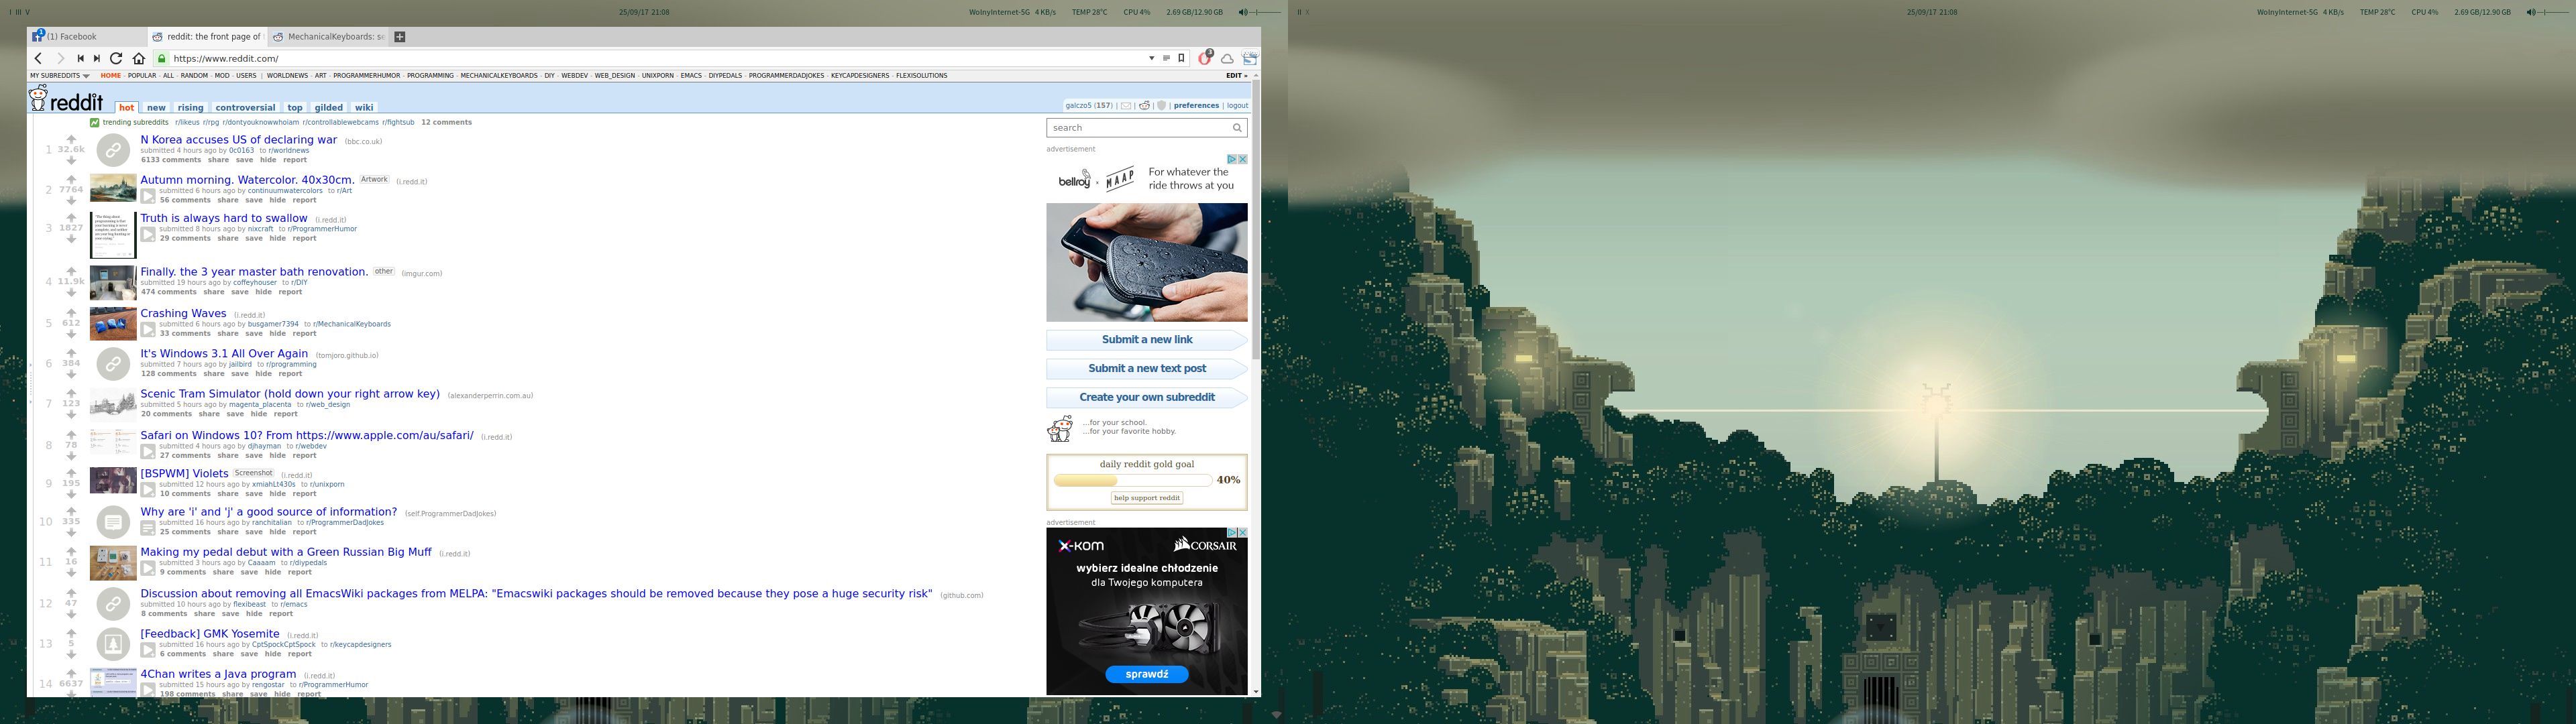 I III V
25/09/17 21:08
WolnyInternet-5G 4 KB/s TEMP 28°C CPU 4% 2.69 GB/12.90 GB
II X
25/09/17 21:08
WolnyInternet-5G 4 KB/s TEMP 28°C CPU 4% 2.69 GB/12.90 GB
1 (1) Facebook
reddit: the front page of
MechanicalKeyboards: se
https://www.reddit.com/
3
MY SUBREDDITS HOME - POPULAR - ALL - RANDOM - MOD - USERS | WORLDNEWS - ART - PROGRAMMERHUMOR - PROGRAMMING - MECHANICALKEYBOARDS - DIY - WEBDEV - WEB_DESIGN - UNIXPORN - EMACS - DIYPEDALS - PROGRAMMERDADJOKES - KEYCAPDESIGNERS - FLEXISOLUTIONS EDIT »
reddit hot new rising controversial top gilded wiki
galczo5 (157) | | | | preferences | logout
trending subreddits r/likeus r/rpg r/dontyouknowwhoiam r/controllablewebcams r/fightsub 12 comments
1 32.6k
N Korea accuses US of declaring war (bbc.co.uk)
submitted 4 hours ago by 0c0163 to r/worldnews
6133 comments share save hide report
2 7764
Autumn morning. Watercolor. 40x30cm. Artwork (i.redd.it)
submitted 6 hours ago by continuumwatercolors to r/Art
56 comments share save hide report
3 1827
Truth is always hard to swallow (i.redd.it)
submitted 8 hours ago by nixcraft to r/ProgrammerHumor
29 comments share save hide report
4 11.9k
Finally. the 3 year master bath renovation. other (imgur.com)
submitted 19 hours ago by coffeyhouser to r/DIY
474 comments share save hide report
5 612
Crashing Waves (i.redd.it)
submitted 6 hours ago by busgamer7394 to r/MechanicalKeyboards
33 comments share save hide report
6 384
It's Windows 3.1 All Over Again (tomjoro.github.io)
submitted 7 hours ago by jailbird to r/programming
128 comments share save hide report
7 123
Scenic Tram Simulator (hold down your right arrow key) (alexanderperrin.com.au)
submitted 5 hours ago by magenta_placenta to r/web_design
20 comments share save hide report
8 78
Safari on Windows 10? From https://www.apple.com/au/safari/ (i.redd.it)
submitted 4 hours ago by djhayman to r/webdev
27 comments share save hide report
9 195
[BSPWM] Violets Screenshot (i.redd.it)
submitted 12 hours ago by xmiahLt430s to r/unixporn
10 comments share save hide report
10 335
Why are 'i' and 'j' a good source of information? (self.ProgrammerDadJokes)
submitted 16 hours ago by ranchitalian to r/ProgrammerDadJokes
25 comments share save hide report
11 16
Making my pedal debut with a Green Russian Big Muff (i.redd.it)
submitted 3 hours ago by Caaaam to r/diypedals
9 comments share save hide report
12 47
Discussion about removing all EmacsWiki packages from MELPA: "Emacswiki packages should be removed because they pose a huge security risk" (github.com)
submitted 10 hours ago by flexibeast to r/emacs
8 comments share save hide report
13 5
[Feedback] GMK Yosemite (i.redd.it)
submitted 16 hours ago by CptSpockCptSpock to r/keycapdesigners
6 comments share save hide report
14 6637
4Chan writes a Java program (i.redd.it)
submitted 15 hours ago by rengostar to r/ProgrammerHumor
198 comments share save hide report
search
advertisement
bellroy x MAAP
For whatever the
ride throws at you
Submit a new link
Submit a new text post
Create your own subreddit
...for your school.
...for your favorite hobby.
daily reddit gold goal
40%
help support reddit
advertisement
x-kom CORSAIR
wybierz idealne chłodzenie
dla Twojego komputera
sprawdź